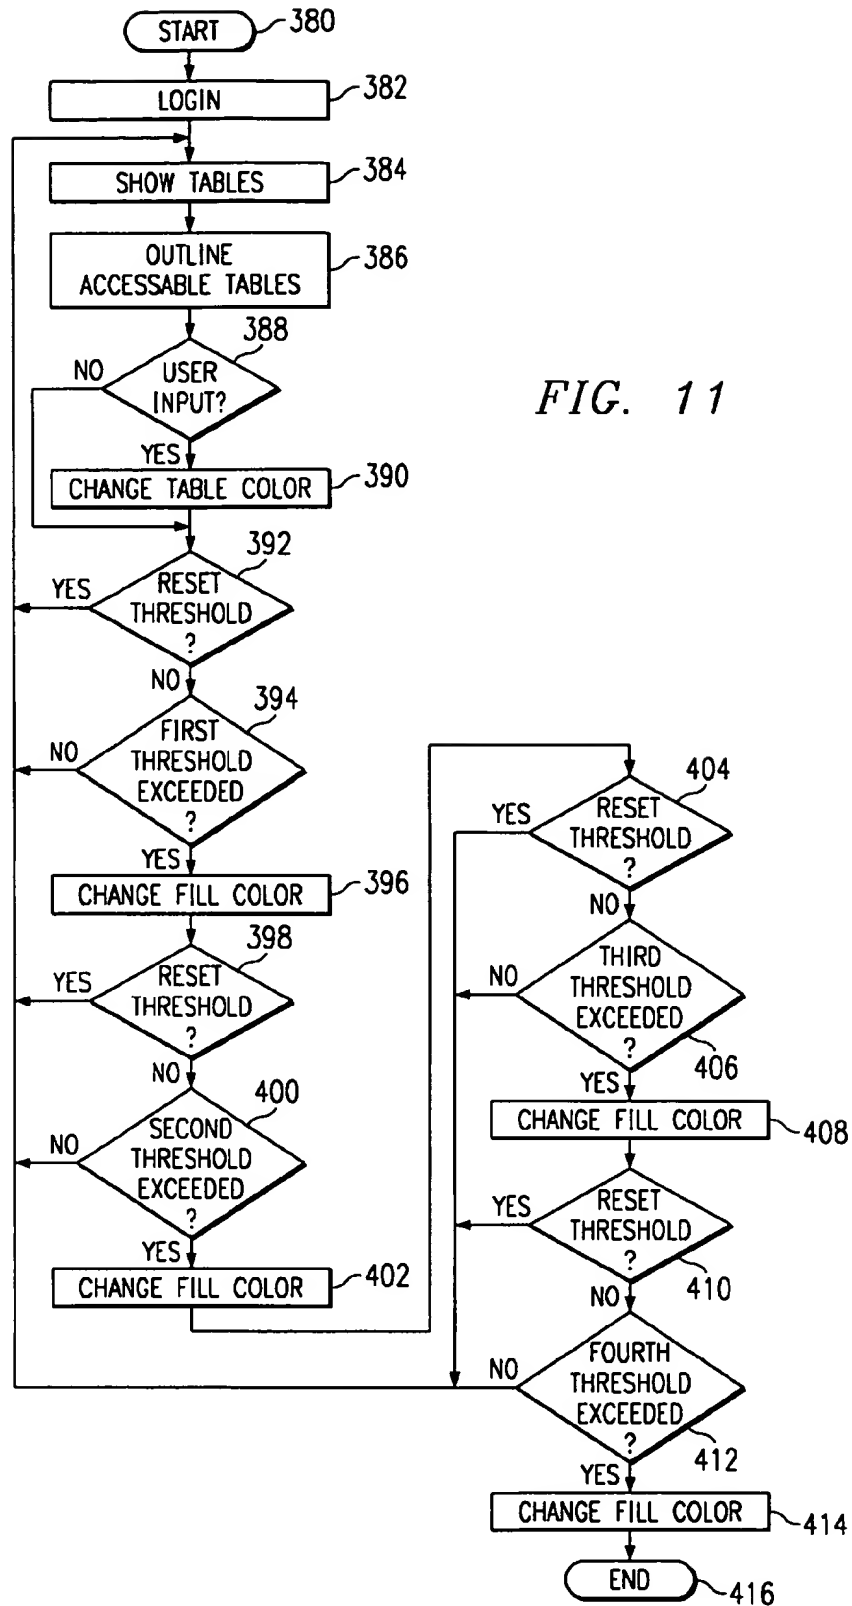 START
380
LOGIN
382
SHOW TABLES
384
OUTLINE
ACCESSABLE TABLES
386
388
NO
USER
INPUT?
YES
CHANGE TABLE COLOR
390
392
YES
RESET
THRESHOLD
?
NO
394
NO
FIRST
THRESHOLD
EXCEEDED
?
YES
CHANGE FILL COLOR
396
398
YES
RESET
THRESHOLD
?
NO
400
NO
SECOND
THRESHOLD
EXCEEDED
?
YES
CHANGE FILL COLOR
402
FIG. 11
404
YES
RESET
THRESHOLD
?
NO
NO
THIRD
THRESHOLD
EXCEEDED
?
406
YES
CHANGE FILL COLOR
408
YES
RESET
THRESHOLD
?
410
NO
NO
FOURTH
THRESHOLD
EXCEEDED
?
412
YES
CHANGE FILL COLOR
414
END
416